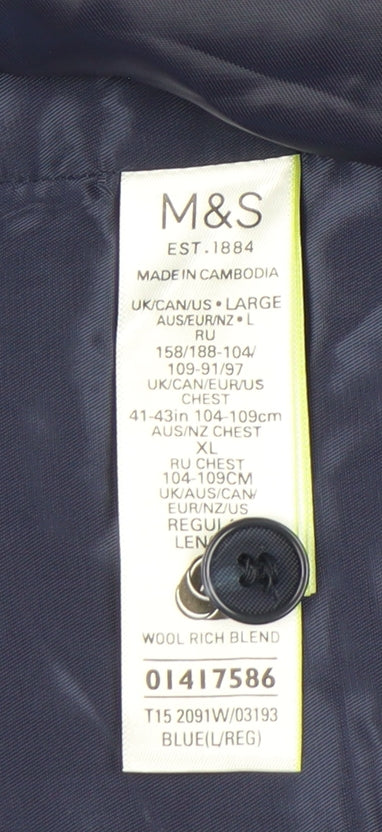 M&S
EST.1884
MADE IN CAMBODIA
UK/CAN/US • LARGE
AUS/EUR/NZ • L
RU
158/188-104/
109-91/97
UK/CAN/EUR/US
CHEST
41-43in 104-109cm
AUS/NZ CHEST
XL
RU CHEST
104-109CM
UK/AUS/CAN/
EUR/NZ/US
WOOL RICH BLEND
01417586
T15 2091W/03193
BLUE(L/REG)